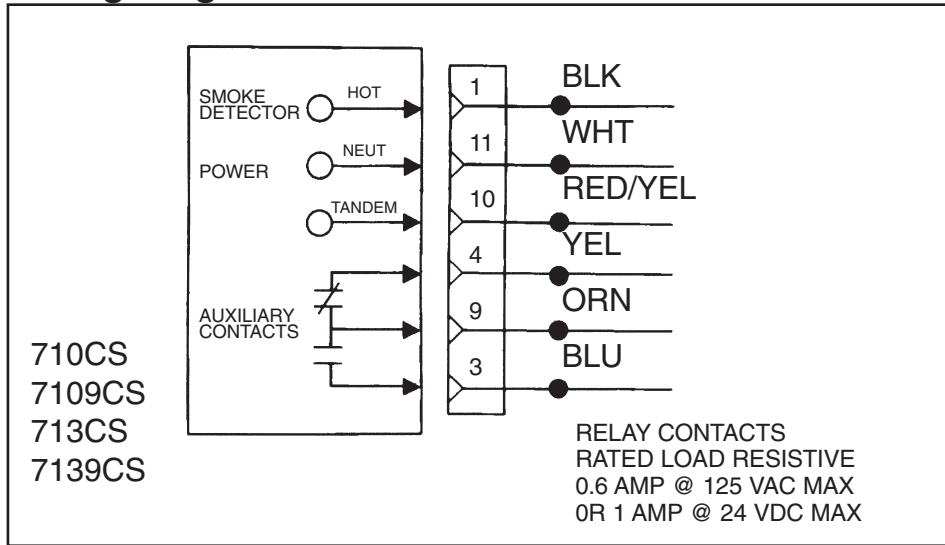 SMOKE
DETECTOR
HOT
POWER
NEUT
TANDEM
AUXILIARY
CONTACTS
1
11
10
4
9
3
BLK
WHT
RED/YEL
YEL
ORN
BLU
710CS
7109CS
713CS
7139CS
RELAY CONTACTS
RATED LOAD RESISTIVE
0.6 AMP @ 125 VAC MAX
0R 1 AMP @ 24 VDC MAX